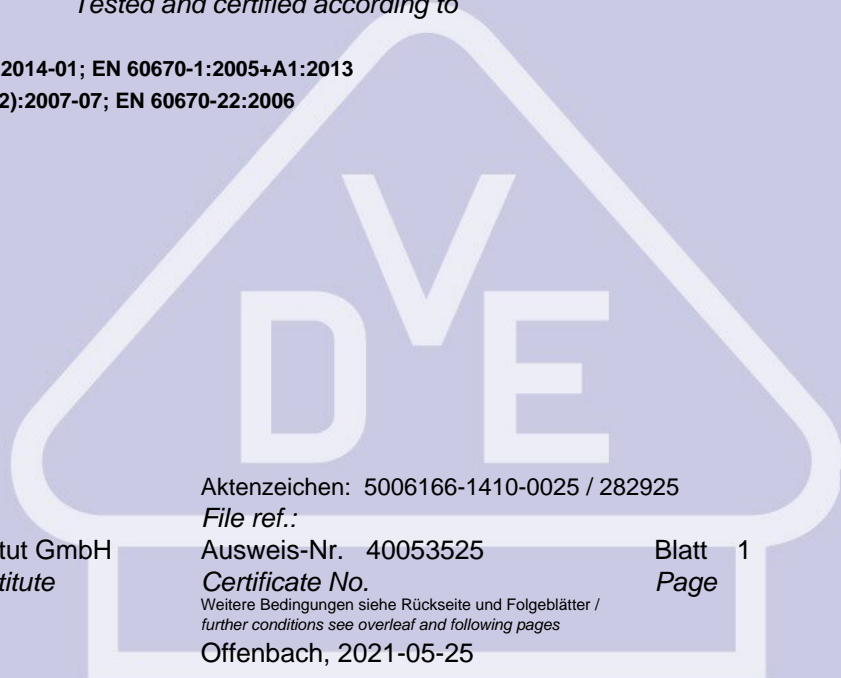 Tested and certified according to
2014-01; EN 60670-1:2005+A1:2013
2):2007-07; EN 60670-22:2006
DVE
Aktenzeichen: 5006166-1410-0025 / 282925
File ref.:
tut GmbH Ausweis-Nr. 40053525 Blatt 1
titute Certificate No. Page
Weitere Bedingungen siehe Rückseite und Folgeblätter /
further conditions see overleaf and following pages
Offenbach, 2021-05-25